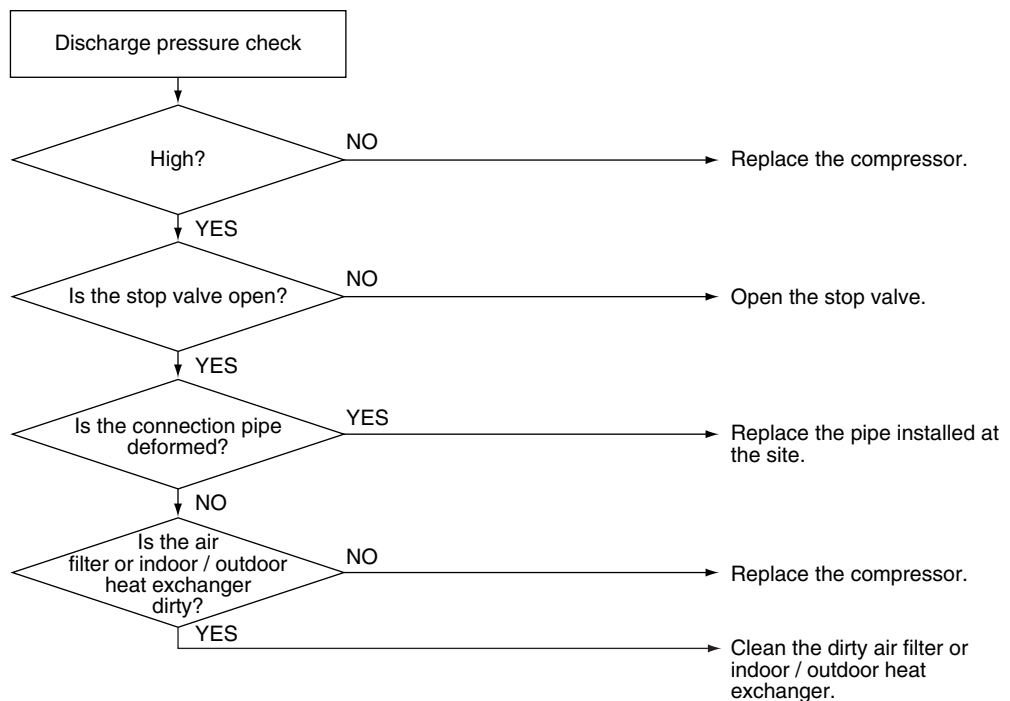 Discharge pressure check
High?
NO
Replace the compressor.
YES
Is the stop valve open?
NO
Open the stop valve.
YES
Is the connection pipe
deformed?
YES
Replace the pipe installed at
the site.
NO
Is the air
filter or indoor / outdoor
heat exchanger
dirty?
NO
Replace the compressor.
YES
Clean the dirty air filter or
indoor / outdoor heat
exchanger.